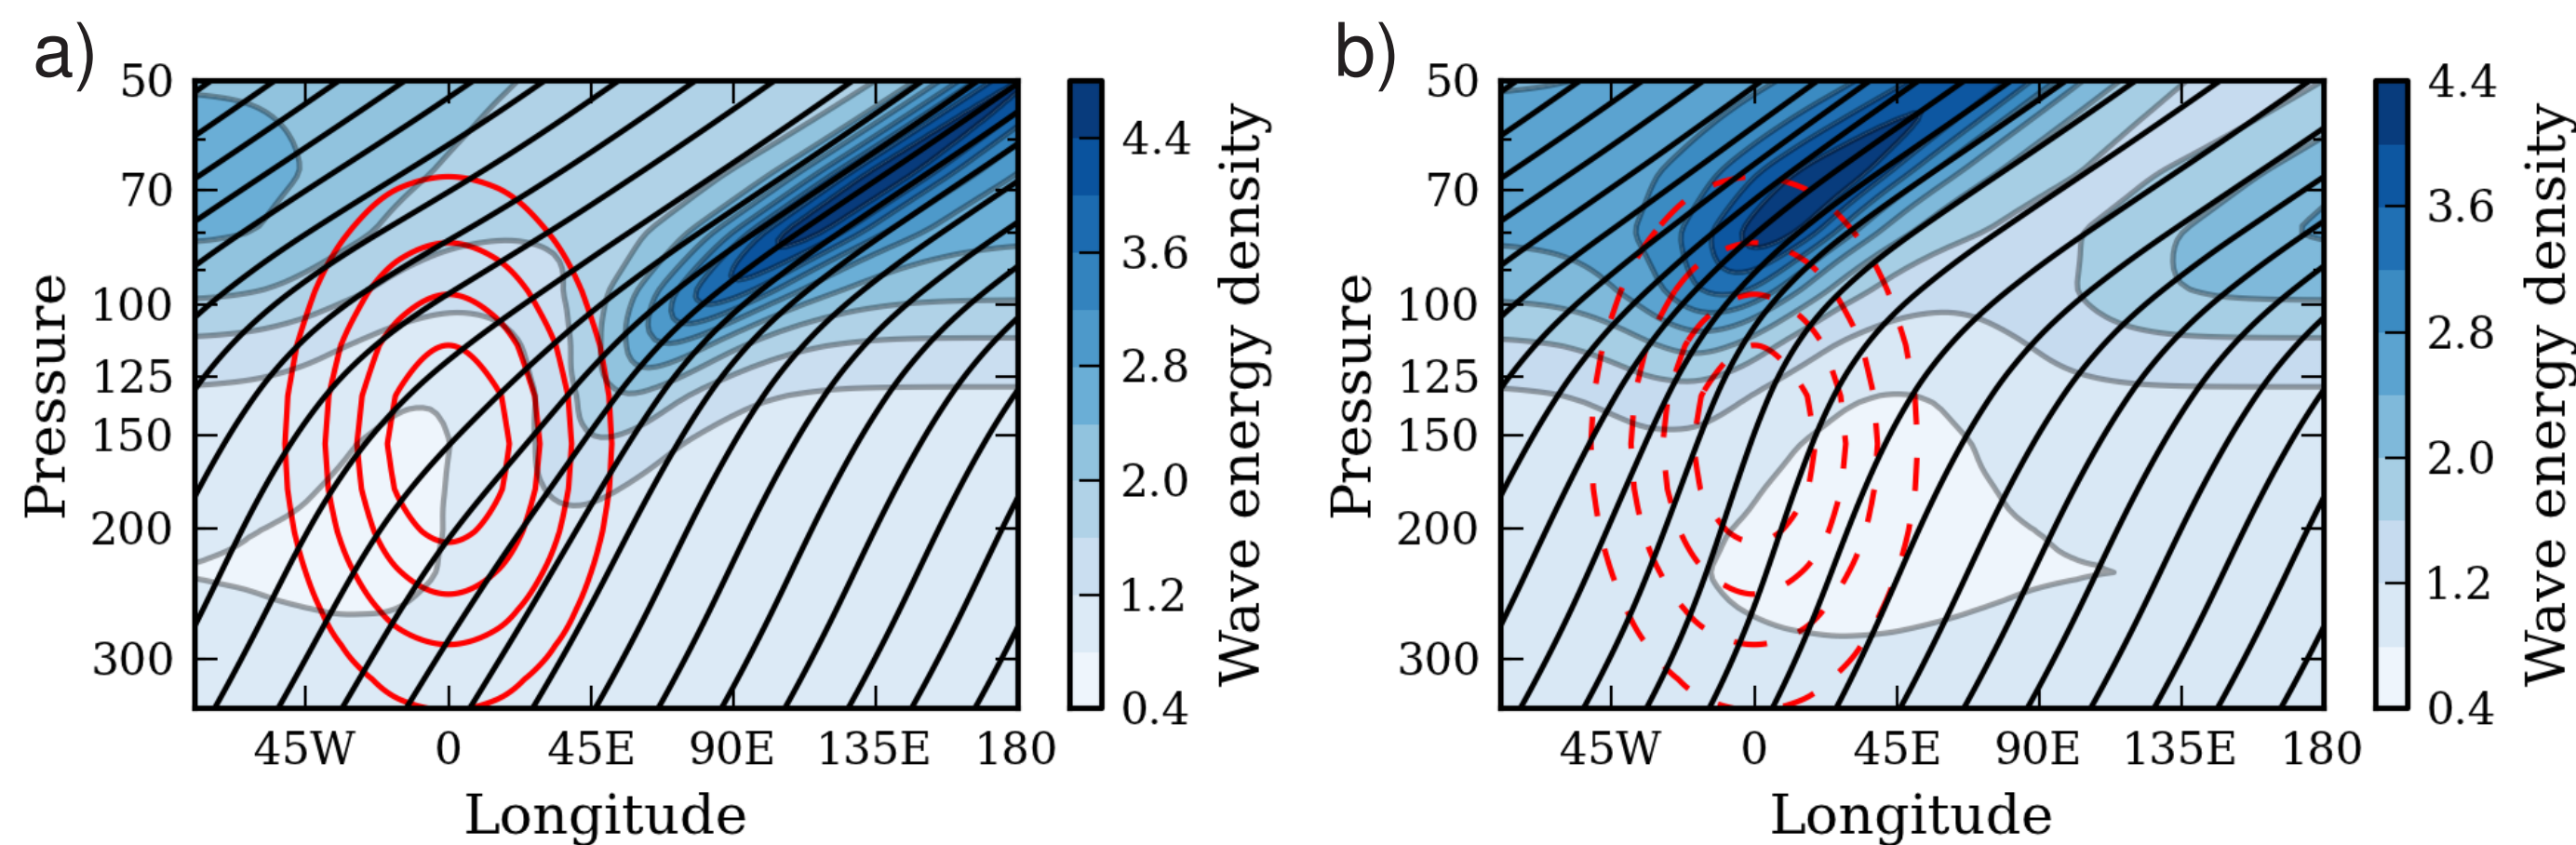 a)
50
70
100
125
150
200
300
Pressure
45W 0 45E 90E 135E 180
Longitude
4.4
3.6
2.8
2.0
1.2
0.4
Wave energy density
b)
50
70
100
125
150
200
300
Pressure
45W 0 45E 90E 135E 180
Longitude
4.4
3.6
2.8
2.0
1.2
0.4
Wave energy density